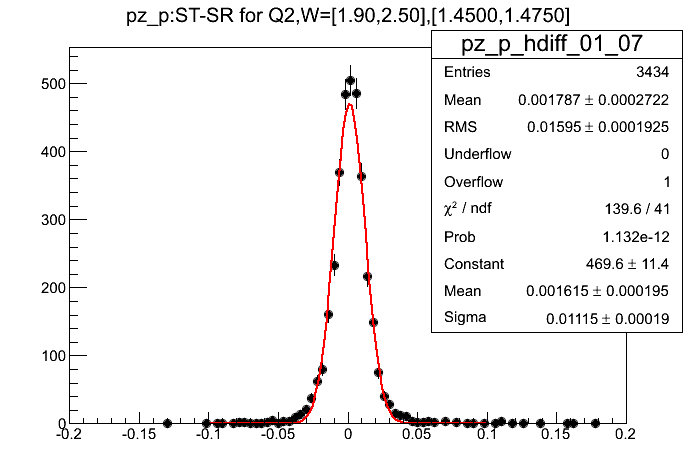 pz_p:ST-SR for Q2,W=[1.90,2.50],[1.4500,1.4750]
pz_p_hdiff_01_07
Entries 3434
Mean 0.001787 ± 0.0002722
RMS 0.01595 ± 0.0001925
Underflow 0
Overflow 1
χ² / ndf 139.6 / 41
Prob 1.132e-12
Constant 469.6 ± 11.4
Mean 0.001615 ± 0.000195
Sigma 0.01115 ± 0.00019
500
400
300
200
100
0
-0.2 -0.15 -0.1 -0.05 0 0.05 0.1 0.15 0.2